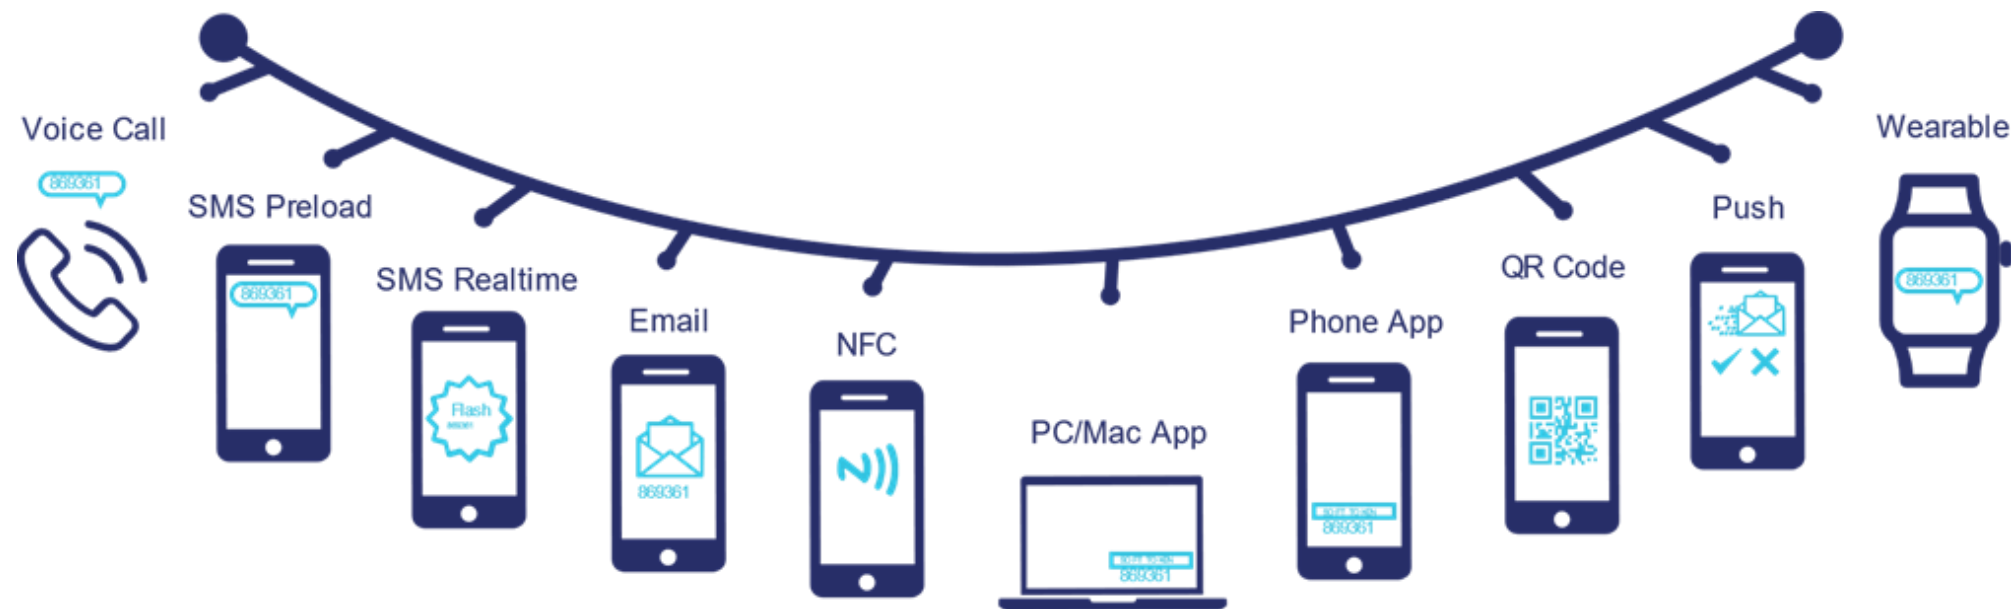 Voice Call
869361
SMS Preload
869361
SMS Realtime
Flash
869361
Email
869361
NFC
PC/Mac App
869361
Phone App
869361
QR Code
Push
Wearable
869361